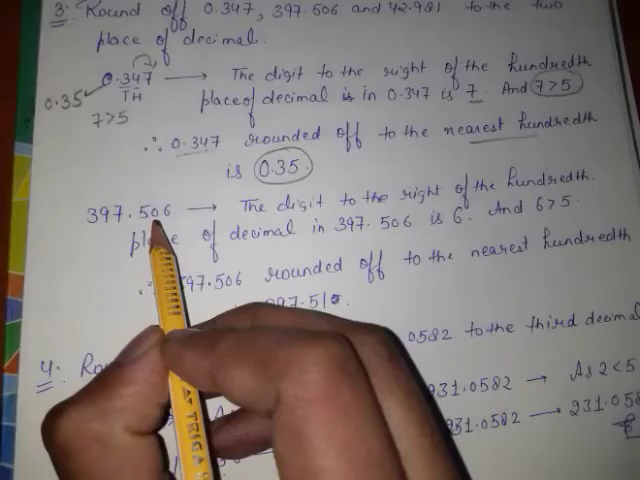 3: Round off 0.347, 397.506 and 42.981 to the two
place of decimal.
0.347 → The digit to the right of the hundredth
TH
0.35
7>5
place of decimal is in 0.347 is 7. And 7>5
∴ 0.347 rounded off to the nearest hundredth
is 0.35.
397.506 → The digit to the right of the hundredth.
place of decimal in 397.506 is 6. And 6>5.
∴ 397.506 rounded off to the nearest hundredth
397.510
4: 0582 to the third decimal
231.0582 → As 2<5
231.0582 → 231.058
TRIG